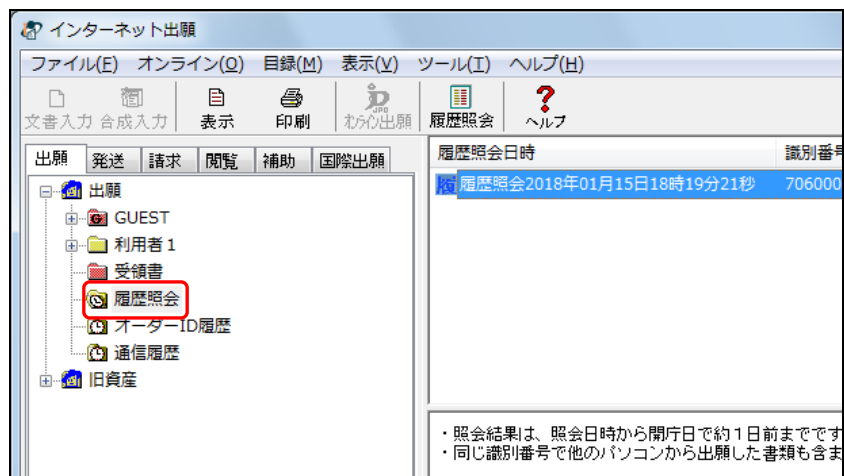 インターネット出願
ファイル(F) オンライン(O) 目録(M) 表示(V) ツール(T) ヘルプ(H)
文書入力 合成入力 表示 印刷 オンライン出願 履歴照会 ヘルプ
出願 発送 請求 閲覧 補助 国際出願
出願
GUEST
利用者1
受領書
履歴照会
オーダーID履歴
通信履歴
旧資産
履歴照会日時 識別番号
履歴照会2018年01月15日18時19分21秒 706000
・照会結果は、照会日時から開庁日で約1日前までです
・同じ識別番号で他のパソコンから出願した書類も含ま